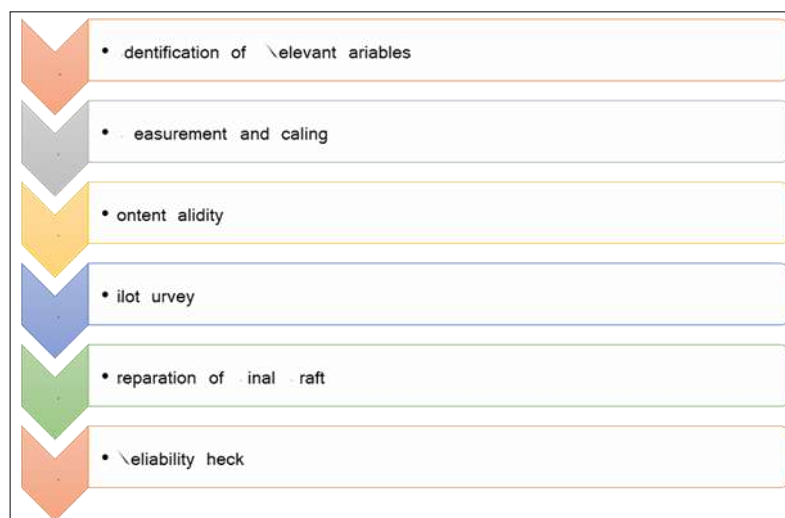 • dentification of elevant ariables
• easurement and caling
• ontent alidity
• ilot urvey
• reparation of inal raft
• eliability heck